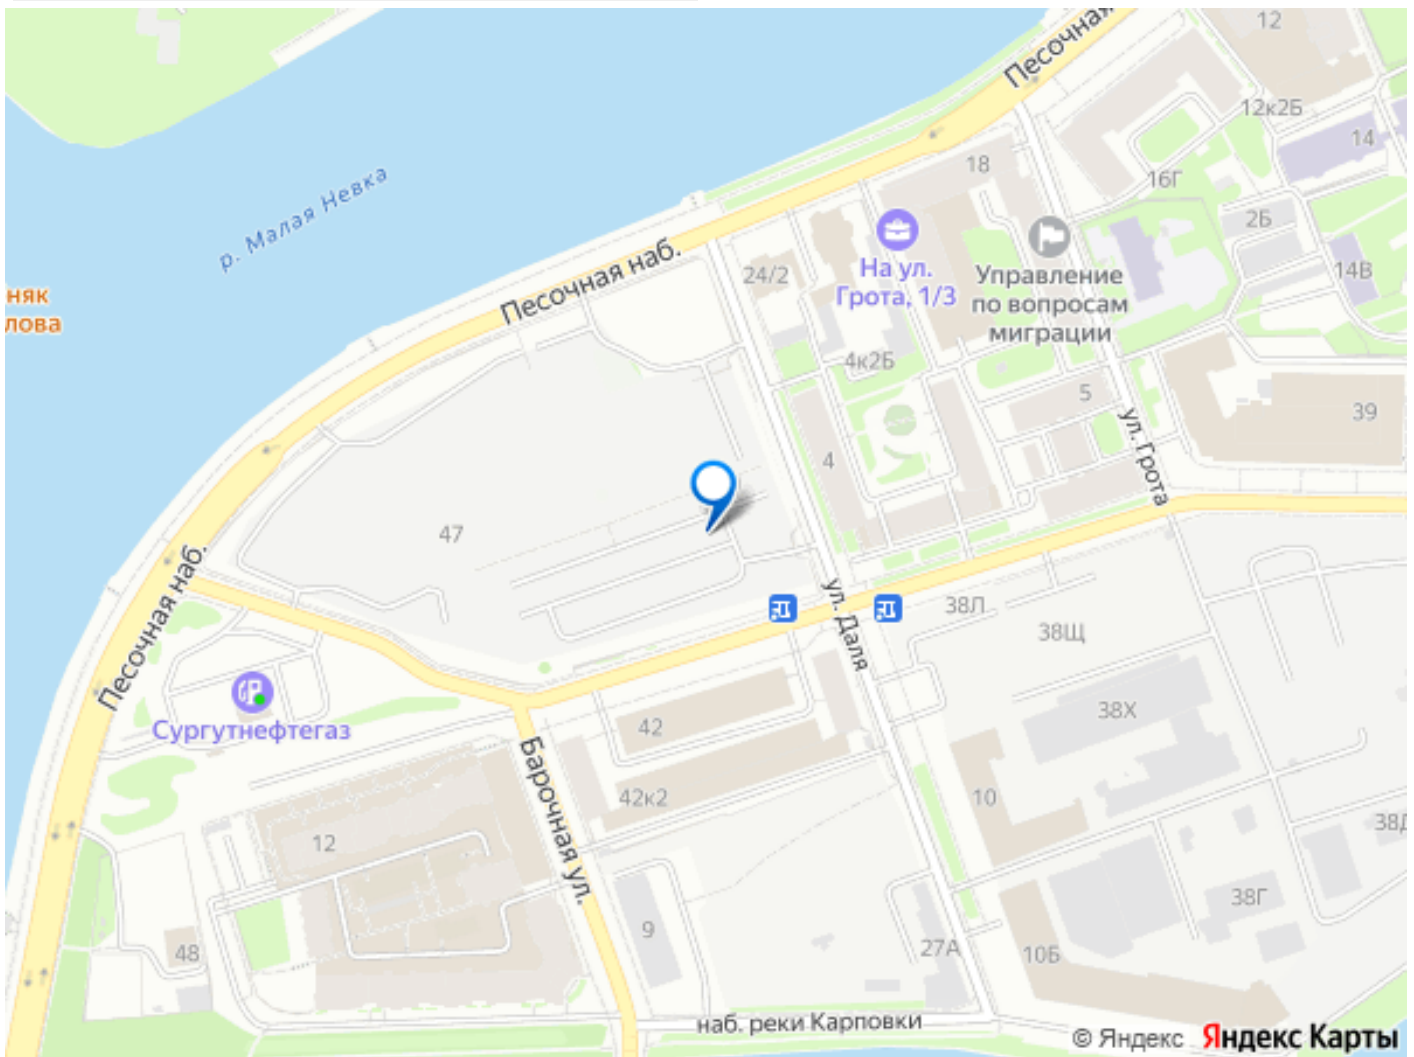 Песочная
12
12к2Б
14
18
16Г
2Б
14В
р. Малая Невка
Песочная наб.
24/2
На ул.
Грота, 1/3
Управление
по вопросам
миграции
няк
лова
4к2Б
5
39
ул. Грота
4
47
Песочная наб.
ул. Даля
38Л
38Щ
Сургутнефтегаз
42
38Х
Барочная ул.
42к2
10
12
38Д
38Г
9
48
27А
10Б
наб. реки Карповки
© Яндекс Яндекс Карты